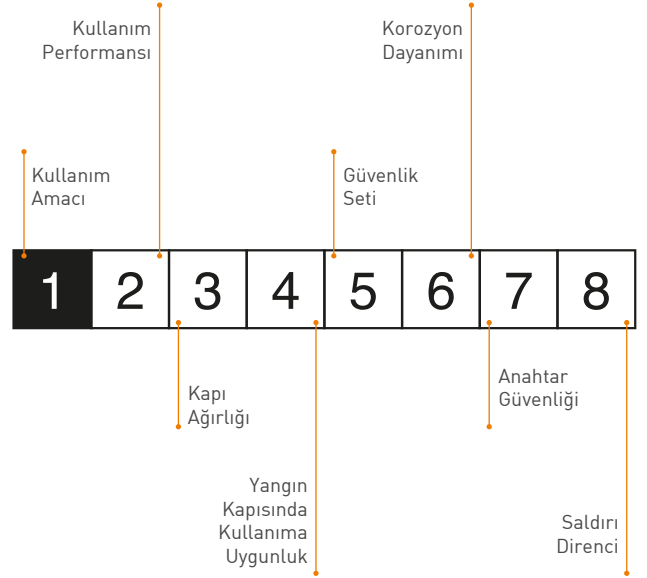 Kullanım
Performansı
Korozyon
Dayanımı
Kullanım
Amacı
Güvenlik
Seti
1 2 3 4 5 6 7 8
Kapı
Ağırlığı
Anahtar
Güvenliği
Yangın
Kapısında
Kullanıma
Uygunluk
Saldırı
Direnci